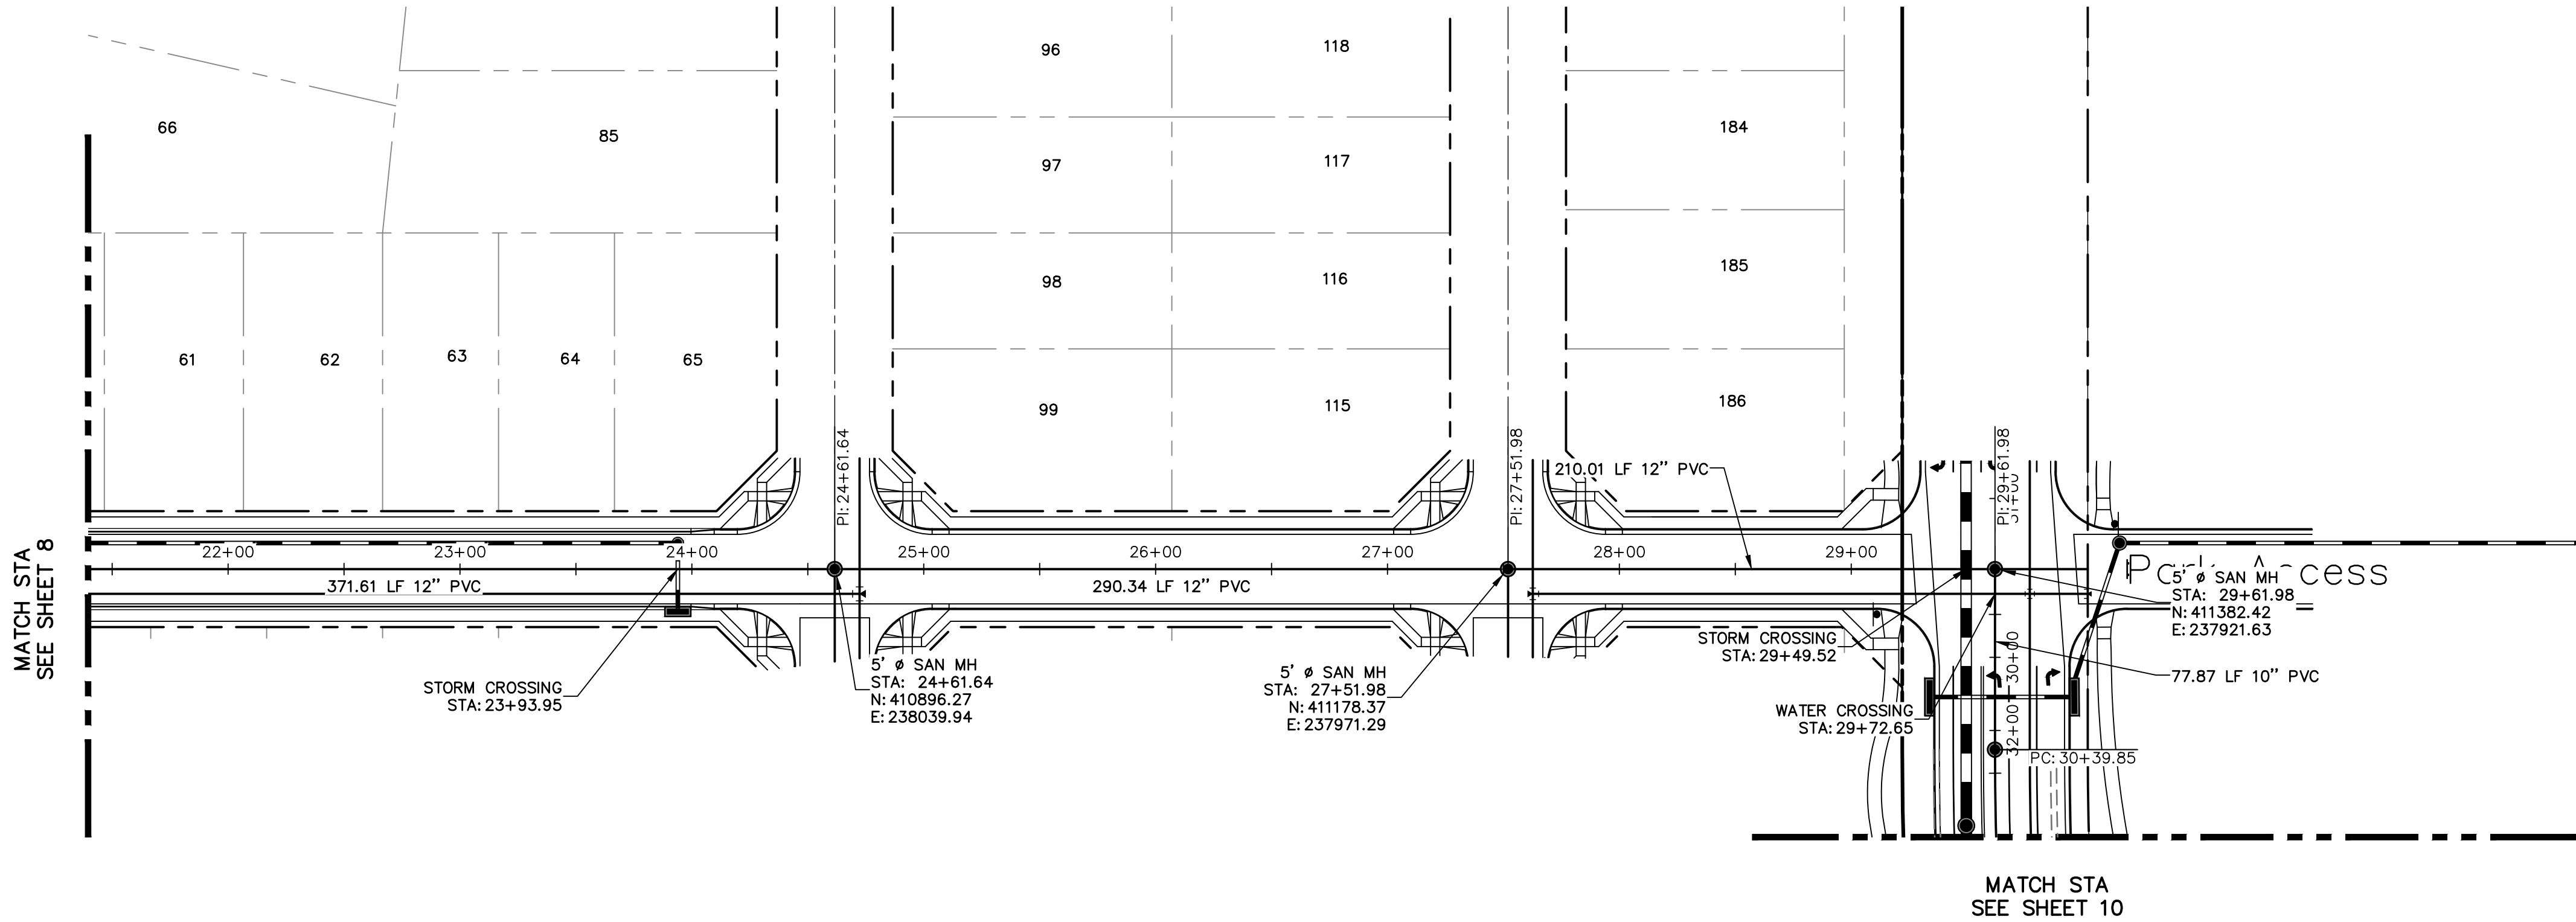 96
118
66
85
184
97
117
98
116
185
61
62
63
64
65
99
115
186
PI: 24+61.64
PI: 27+51.98
PI: 29+61.98
210.01 LF 12” PVC
MATCH STA
SEE SHEET 8
22+00
23+00
24+00
25+00
26+00
27+00
28+00
29+00
371.61 LF 12” PVC
290.34 LF 12” PVC
5' ø SAN MH
STA: 29+61.98
N: 411382.42
E: 237921.63
STORM CROSSING
STA: 23+93.95
5' ø SAN MH
STA: 24+61.64
N: 410896.27
E: 238039.94
5' ø SAN MH
STA: 27+51.98
N: 411178.37
E: 237971.29
STORM CROSSING
STA: 29+49.52
30+00
77.87 LF 10” PVC
WATER CROSSING
STA: 29+72.65
32+00
PC: 30+39.85
MATCH STA
SEE SHEET 10